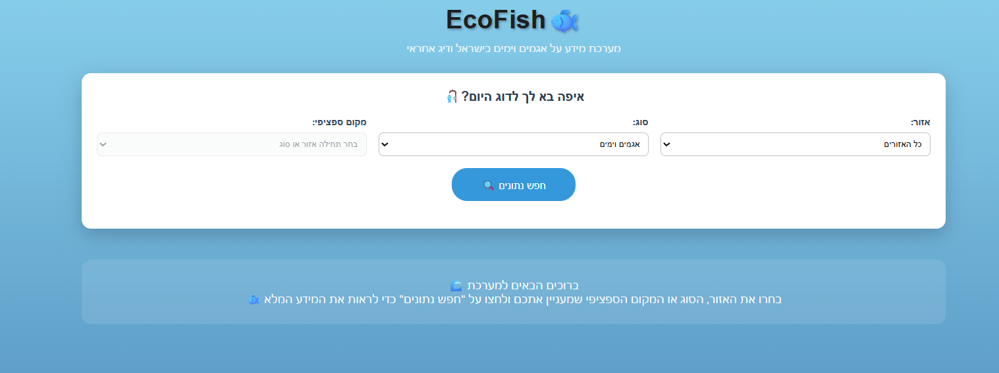 EcoFish
מערכת מידע על אגמים וימים בישראל ודיג אחראי
איפה בא לך לדוג היום?
אזור:
כל האזורים
סוג:
אגמים וימים
מקום ספציפי:
בחר תחילה אזור או סוג
חפש נתונים
ברוכים הבאים למערכת
בחרו את האזור, הסוג או המקום הספציפי שמעניין אתכם ולחצו על "חפש נתונים" כדי לראות את המידע המלא